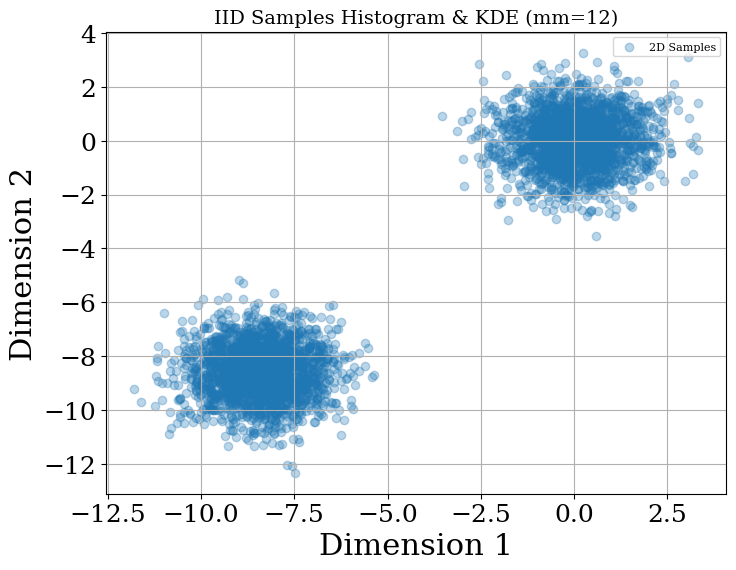 IID Samples Histogram & KDE (mm=12)
2D Samples
4
2
0
−2
−4
−6
−8
−10
−12
Dimension 2
−12.5 −10.0 −7.5 −5.0 −2.5 0.0 2.5
Dimension 1